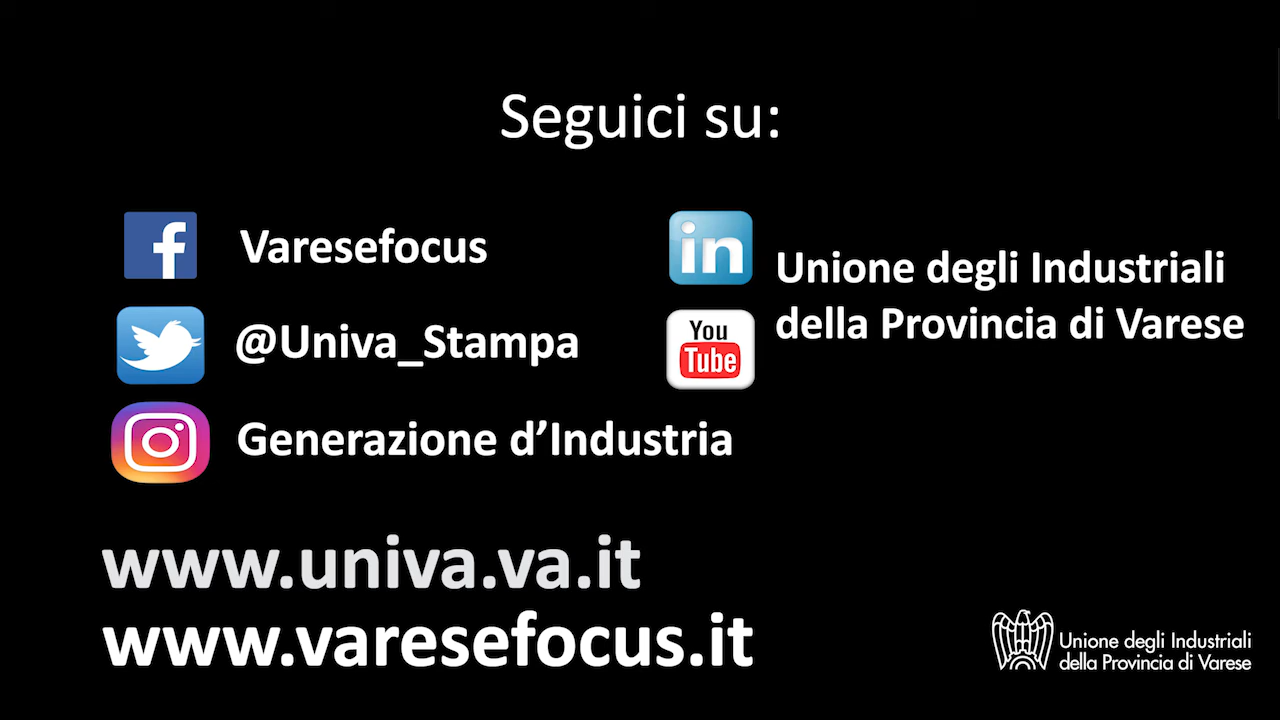 Seguici su:
Varesefocus
@Univa_Stampa
Generazione d’Industria
in
You
Tube
Unione degli Industriali
della Provincia di Varese
www.univa.va.it
www.varesefocus.it
Unione degli Industriali
della Provincia di Varese